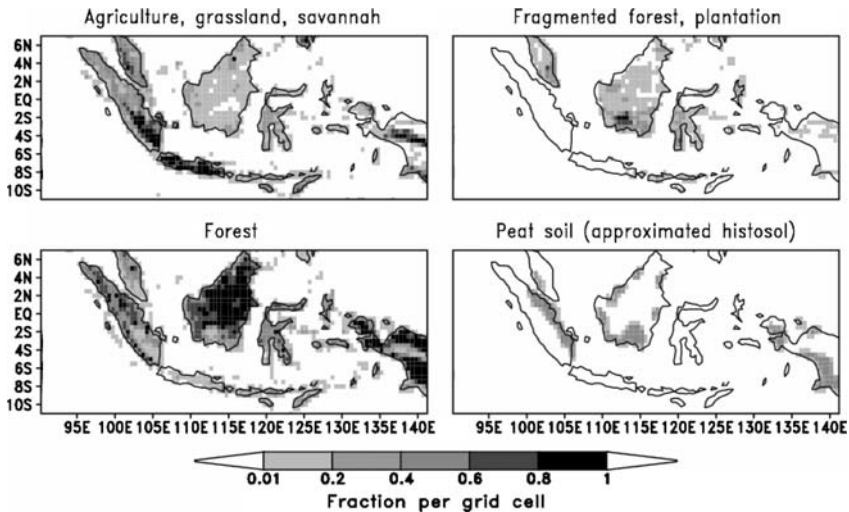 Agriculture, grassland, savannah
Fragmented forest, plantation
6N
4N
2N
EQ
2S
4S
6S
8S
10S
Forest
Peat soil (approximated histosol)
6N
4N
2N
EQ
2S
4S
6S
8S
10S
95E 100E 105E 110E 115E 120E 125E 130E 135E 140E
95E 100E 105E 110E 115E 120E 125E 130E 135E 140E
0.01 0.2 0.4 0.6 0.8 1
Fraction per grid cell